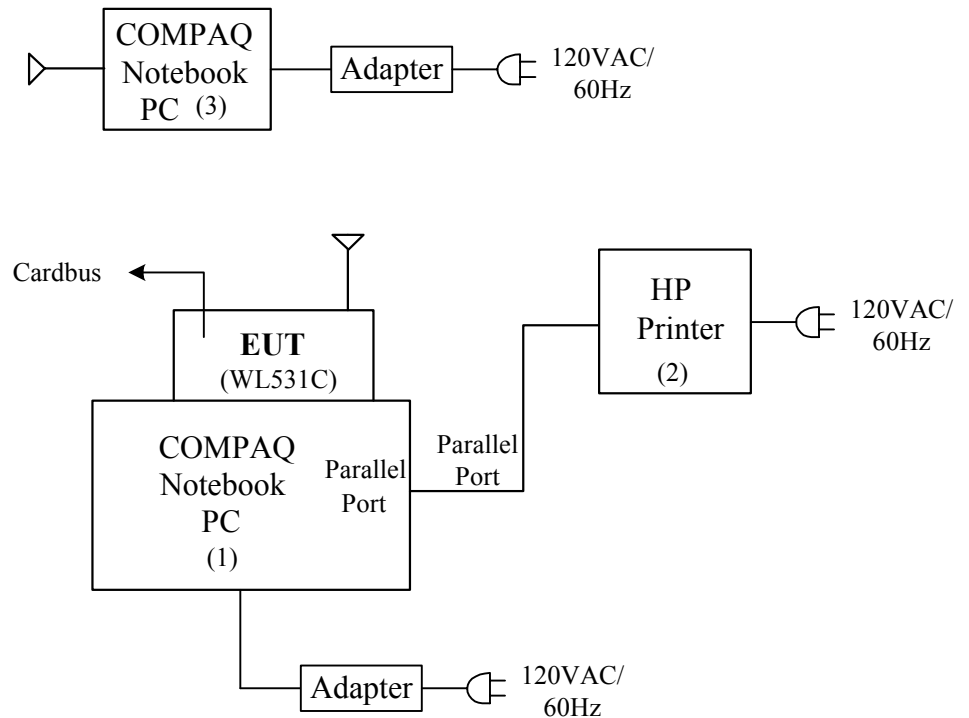 COMPAQ
Notebook
PC (3)
Adapter
120VAC/
60Hz
Cardbus
EUT
(WL531C)
HP
Printer
(2)
120VAC/
60Hz
COMPAQ
Notebook
PC
(1)
Parallel
Port
Parallel
Port
Adapter
120VAC/
60Hz